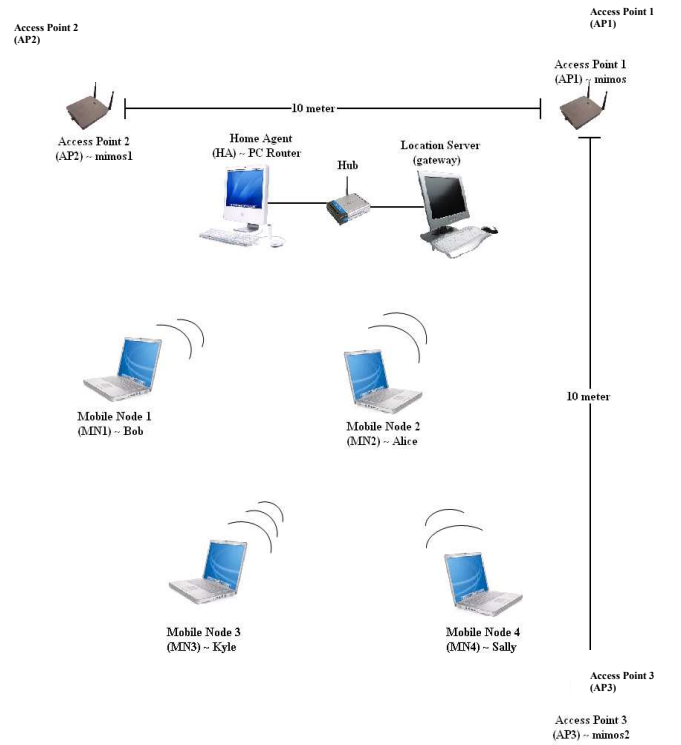 Access Point 1
(AP1)
Access Point 2
(AP2)
Access Point 1
(AP1) ~ mimos
10 meter
Access Point 2
(AP2) ~ mimos1
Home Agent
(HA) ~ PC Router
Hub
Location Server
(gateway)
10 meter
Mobile Node 1
(MN1) ~ Bob
Mobile Node 2
(MN2) ~ Alice
Mobile Node 3
(MN3) ~ Kyle
Mobile Node 4
(MN4) ~ Sally
Access Point 3
(AP3)
Access Point 3
(AP3) ~ mimos2